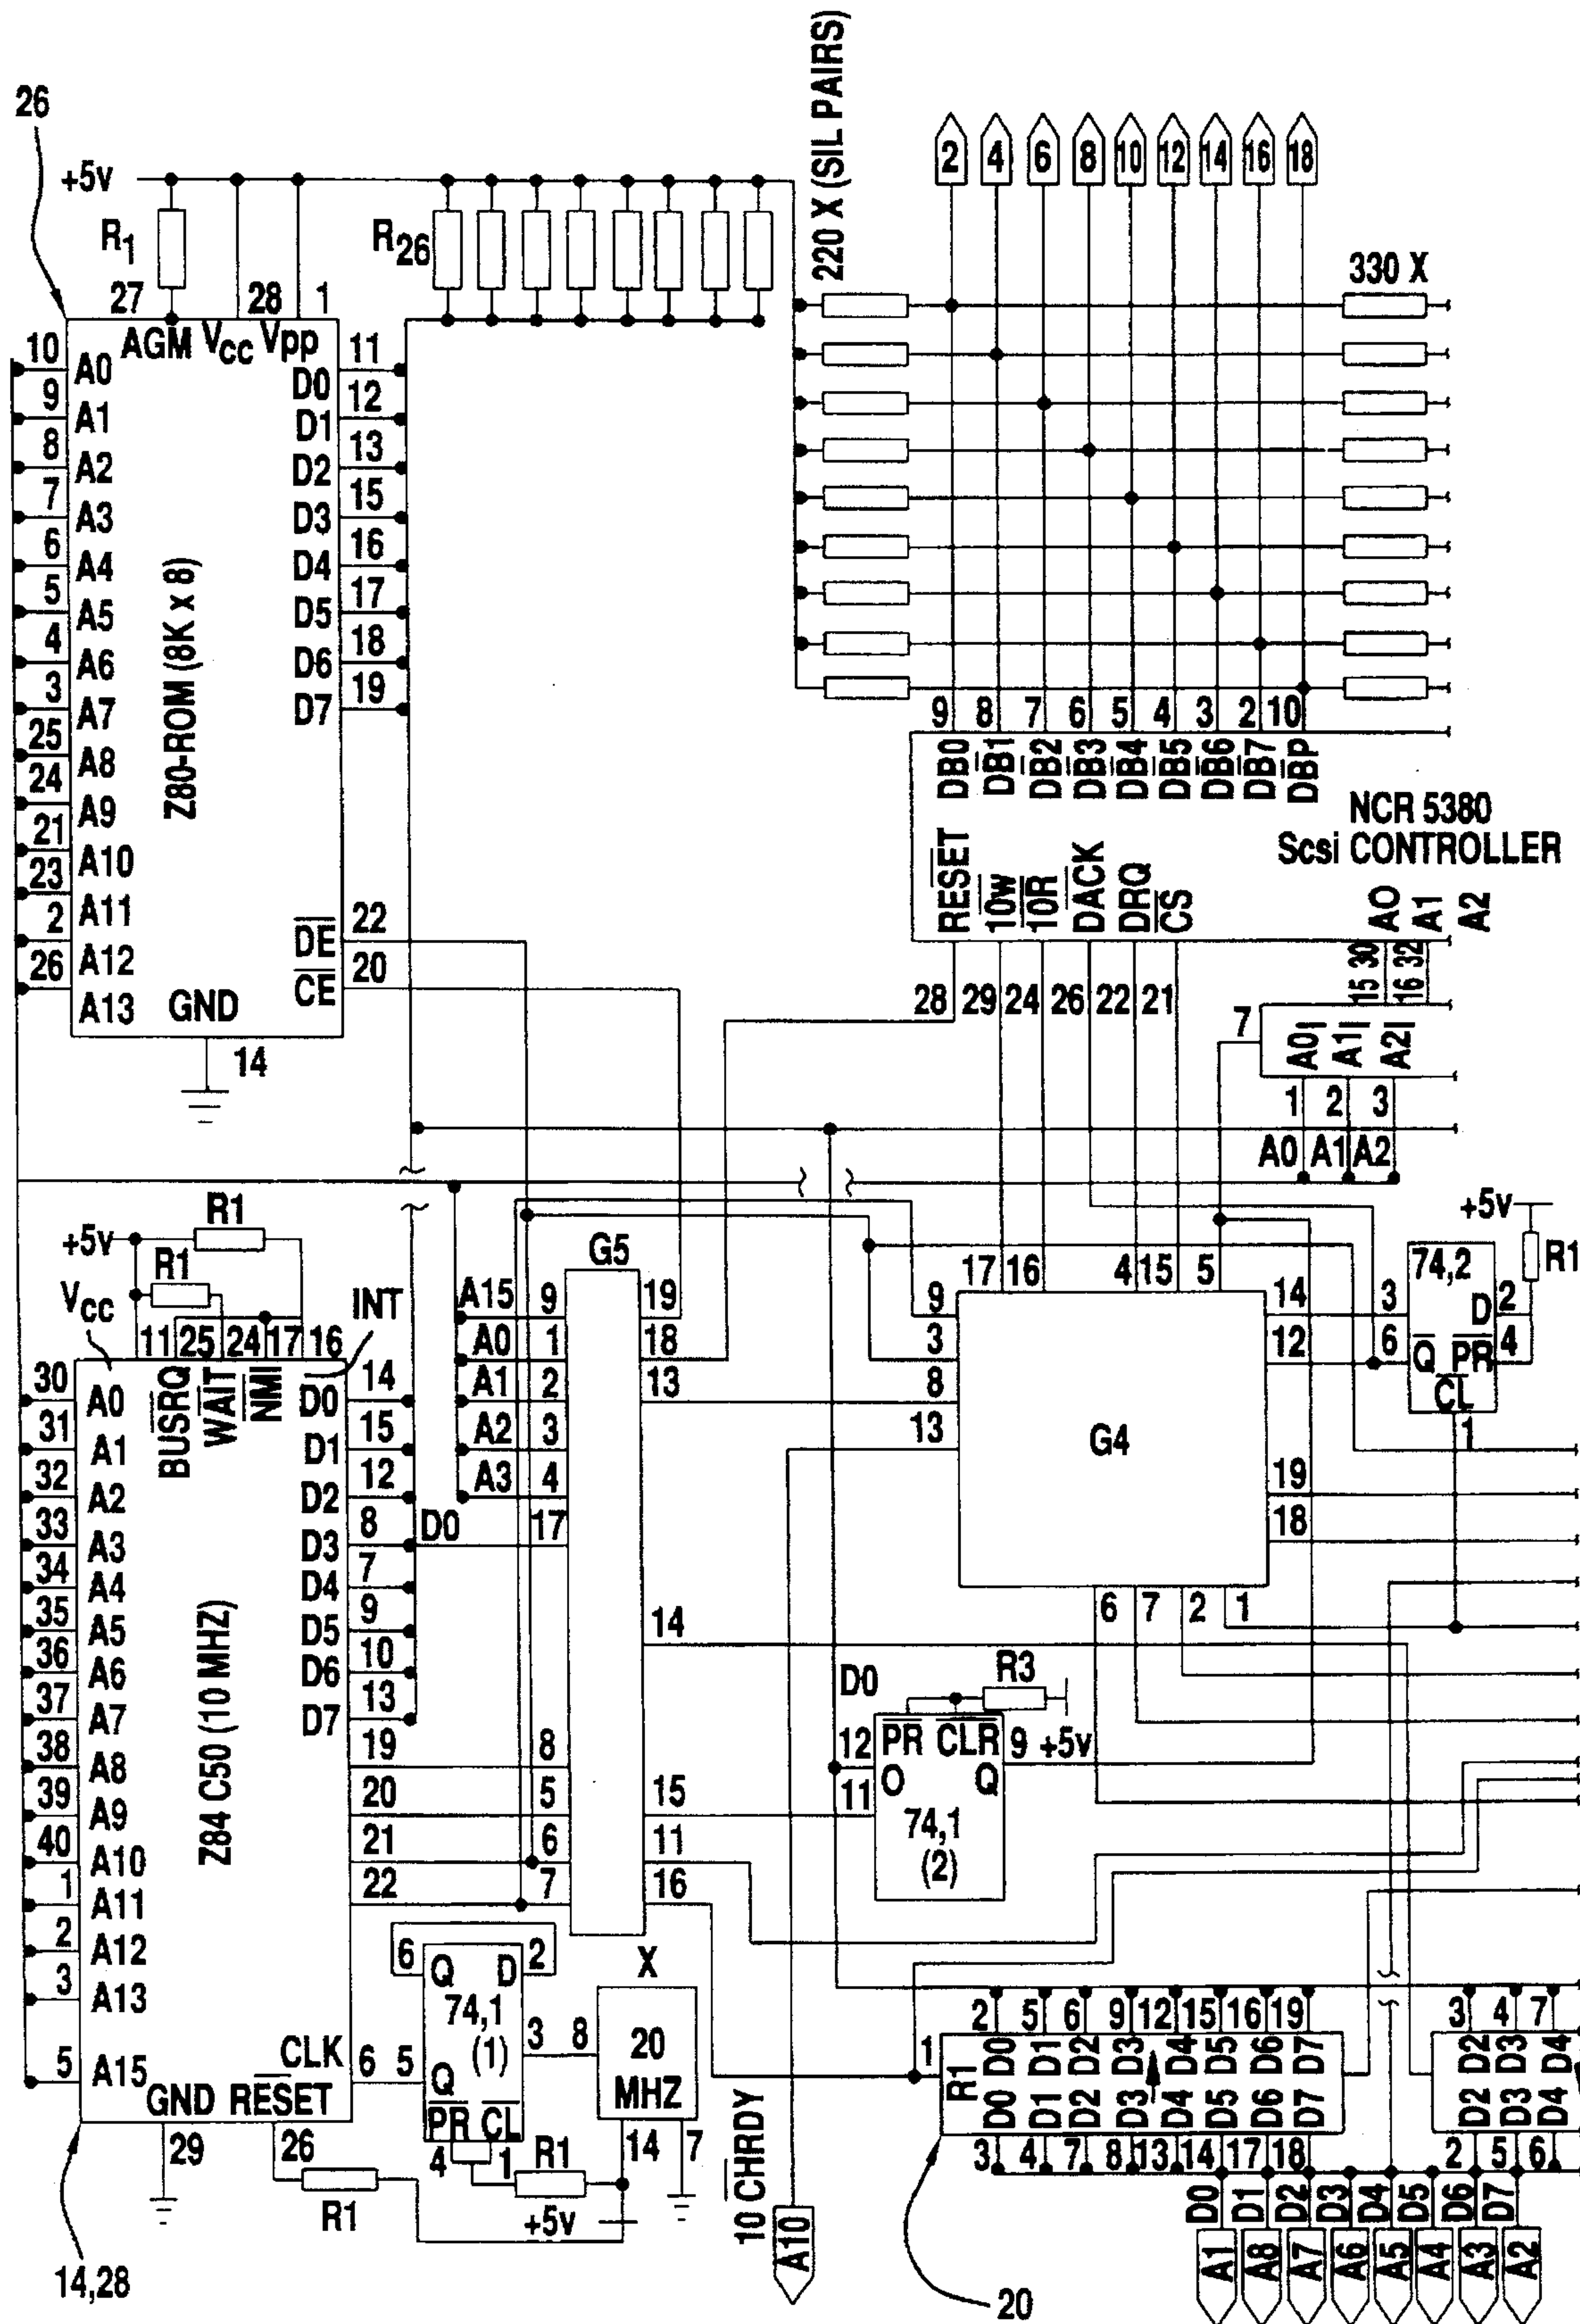 26
+5v
R1
R26
220 X (SIL PAIRS)
2 4 6 8 10 12 14 16 18
330 X
27 28 1
AGM Vcc Vpp
10 A0 D0 11
9 A1 D1 12
8 A2 D2 13
7 A3 D3 15
6 A4 D4 16
5 A5 D5 17
4 A6 D6 18
3 A7 D7 19
25 A8
24 A9
21 A10
23 A11
2 A12 DE 22
26 A13 CE 20
GND
14
Z80-ROM (8K x 8)
9 8 7 6 5 4 3 2 10
DB0 DB1 DB2 DB3 DB4 DB5 DB6 DB7 DBP
NCR 5380
Scsi CONTROLLER
RESET 10w 10R DACK DRQ CS
A0 A1 A2
28 29 24 26 22 21
15 30 16 32
7
A0 A1 A2
1 2 3
A0 A1 A2
+5v
R1
R1
Vcc
INT
11 25 24 17 16
BUSRQ WAIT NMI
30 A0 D0 14
31 A1 D1 15
32 A2 D2 12
33 A3 D3 8
34 A4 D4 7
35 A5 D5 9
36 A6 D6 10
37 A7 D7 13
38 A8 19
39 A9 20
40 A10 21
1 A11 22
2 A12
3 A13
5 A15 CLK 6
GND RESET
29 26
Z84 C50 (10 MHZ)
14,28
R1
G5
A15 9 19
A0 1 18
A1 2 13
A2 3
A3 4
D0 17
14
8
5 15
6 11
7 16
G4
17 16 4 15 5
9 14
3 12
8
13
19
18
6 7 2 1
+5v
R1
74,2
3 D 2
6 Q PR 4
CL
1
D0
R3
12 PR CLR 9 +5v
O Q
11
74,1
(2)
6 Q D 2
74,1
(1)
3 8
5 Q
PR CL
4 1
R1
+5v
X
20
MHZ
14 7
10 CHRDY
A10
2 5 6 9 12 15 16 19
1
R1
D0 D1 D2 D3 D4 D5 D6 D7
D0 D1 D2 D3 D4 D5 D6 D7
3 4 7 8 13 14 17 18
20
3 4 7
D2 D3 D4
D2 D3 D4
2 5 6
D0 D1 D2 D3 D4 D5 D6 D7
A1 A8 A7 A6 A5 A4 A3 A2